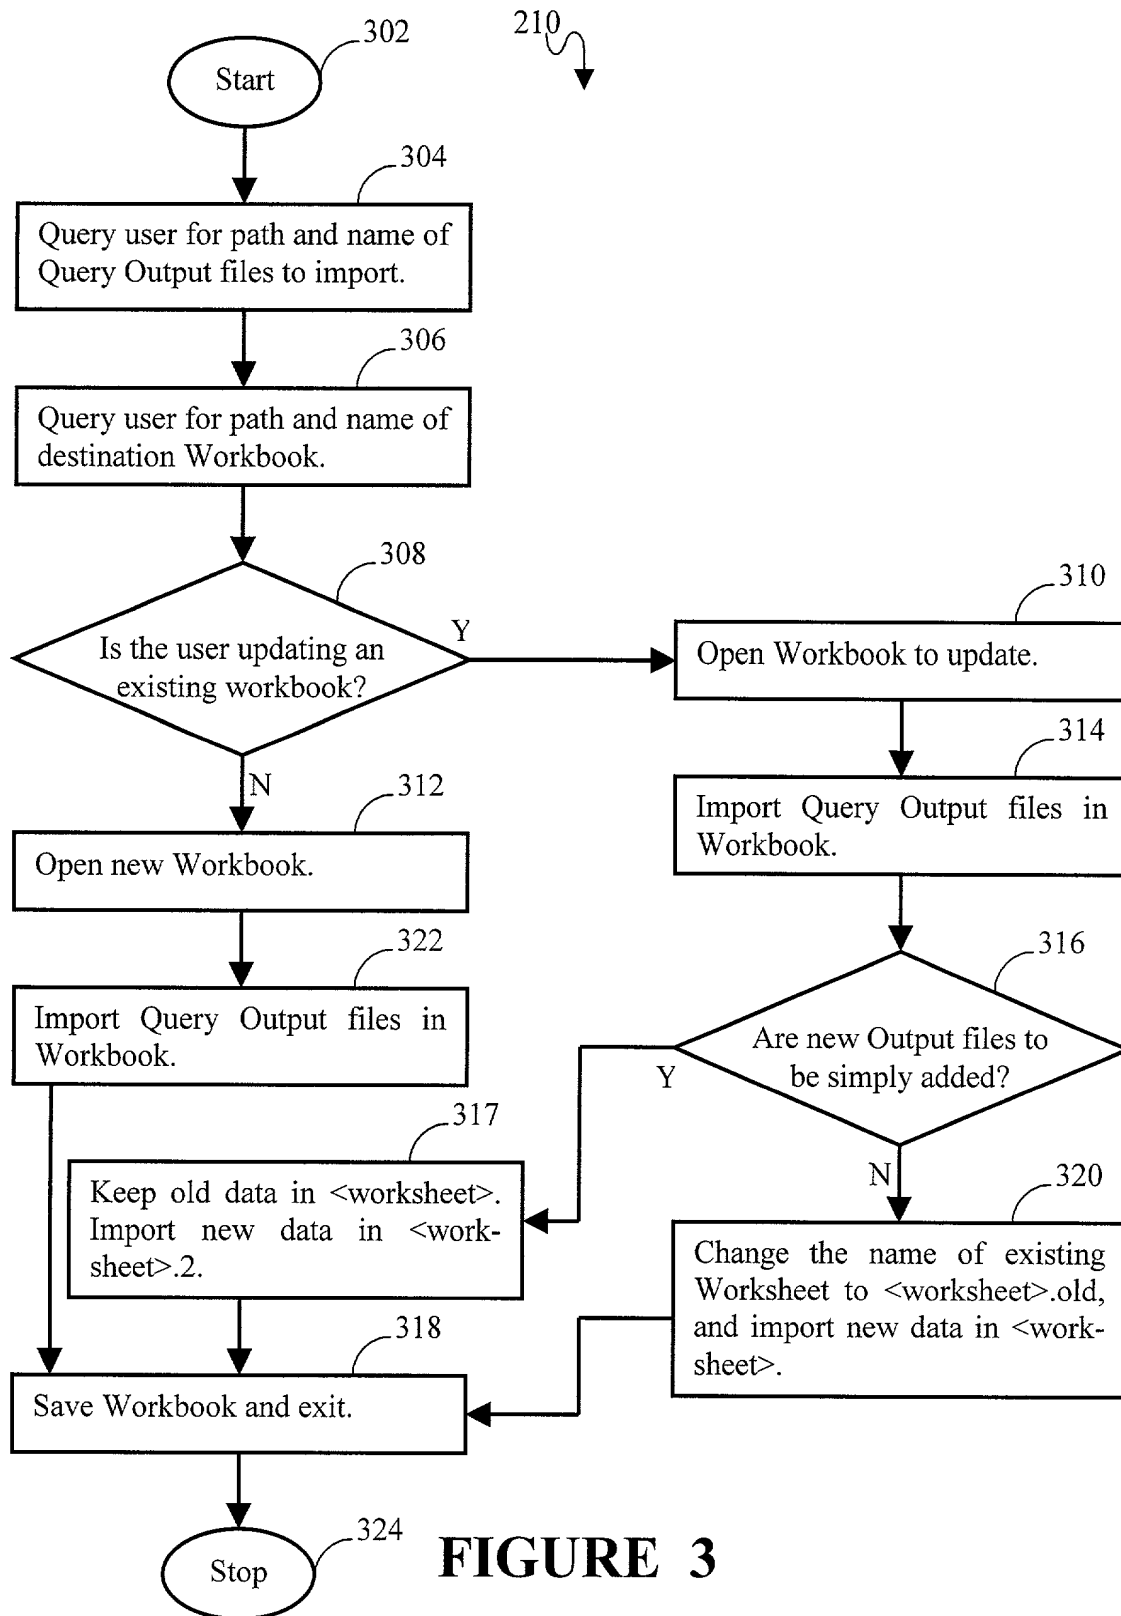 302
210
Start
304
Query user for path and name of
Query Output files to import.
306
Query user for path and name of
destination Workbook.
308
Is the user updating an
existing workbook?
Y
N
310
Open Workbook to update.
314
Import Query Output files in
Workbook.
312
Open new Workbook.
322
Import Query Output files in
Workbook.
316
Are new Output files to
be simply added?
Y
N
317
Keep old data in <worksheet>.
Import new data in <work-
sheet>.2.
320
Change the name of existing
Worksheet to <worksheet>.old,
and import new data in <work-
sheet>.
318
Save Workbook and exit.
324
Stop
FIGURE 3